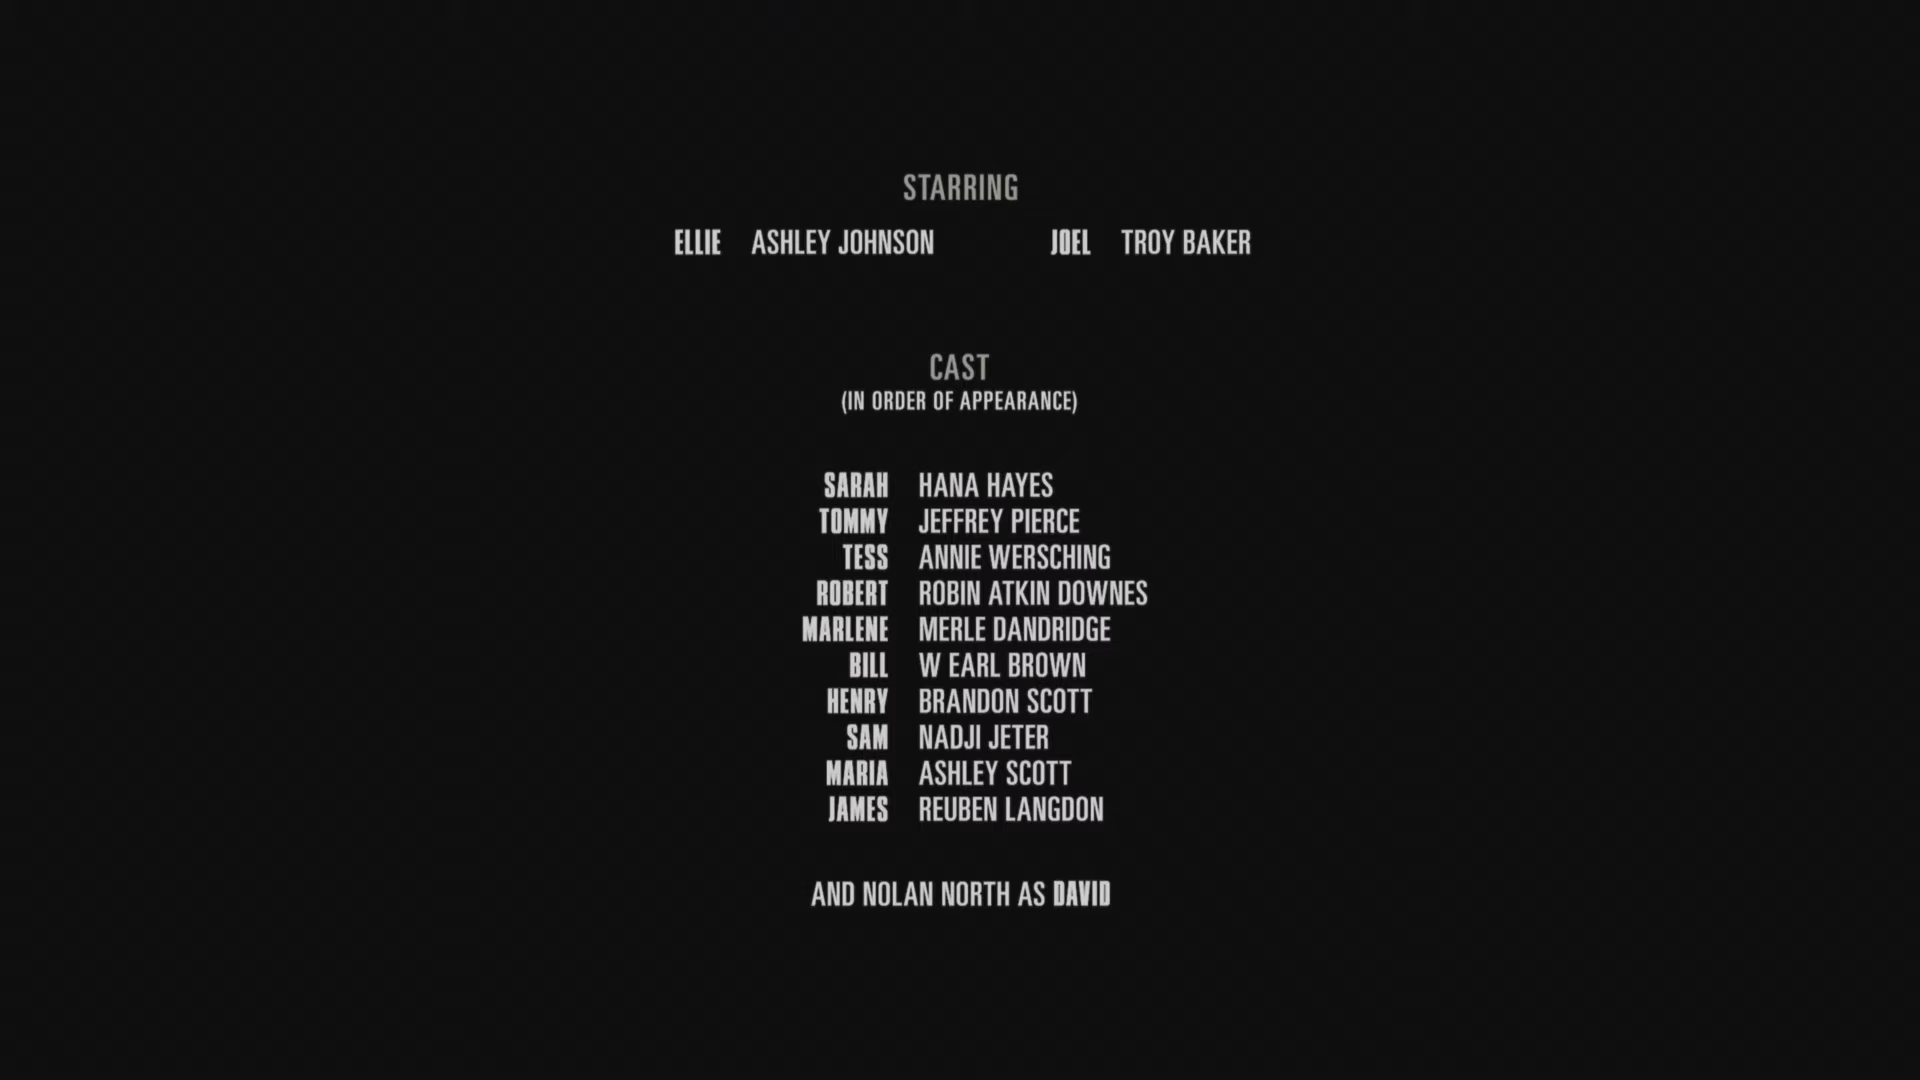 STARRING
ELLIE ASHLEY JOHNSON JOEL TROY BAKER
CAST
(IN ORDER OF APPEARANCE)
SARAH HANA HAYES
TOMMY JEFFREY PIERCE
TESS ANNIE WERSCHING
ROBERT ROBIN ATKIN DOWNES
MARLENE MERLE DANDRIDGE
BILL W EARL BROWN
HENRY BRANDON SCOTT
SAM NADJI JETER
MARIA ASHLEY SCOTT
JAMES REUBEN LANGDON
AND NOLAN NORTH AS DAVID